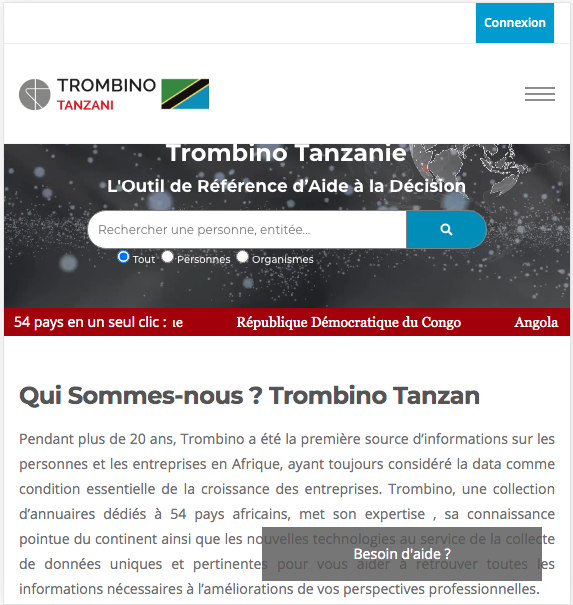 Connexion
TROMBINO
TANZANI
Trombino Tanzanie
L'Outil de Référence d'Aide à la Décision
Rechercher une personne, entitée...
Tout Personnes Organismes
54 pays en un seul clic : ue République Démocratique du Congo Angola
Qui Sommes-nous ? Trombino Tanzan
Pendant plus de 20 ans, Trombino a été la première source d'informations sur les
personnes et les entreprises en Afrique, ayant toujours considéré la data comme
condition essentielle de la croissance des entreprises. Trombino, une collection
d'annuaires dédiés à 54 pays africains, met son expertise , sa connaissance
pointue du continent ainsi que les nouvelles technologies au service de la collecte
de données uniques et pertinentes pour vous aider à retrouver toutes les
Besoin d'aide ?
informations nécessaires à l'améliorations de vos perspectives professionnelles.